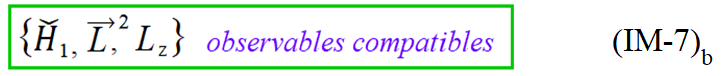 {H̆₁, L⃗², L_z} observables compatibles (IM-7)_b